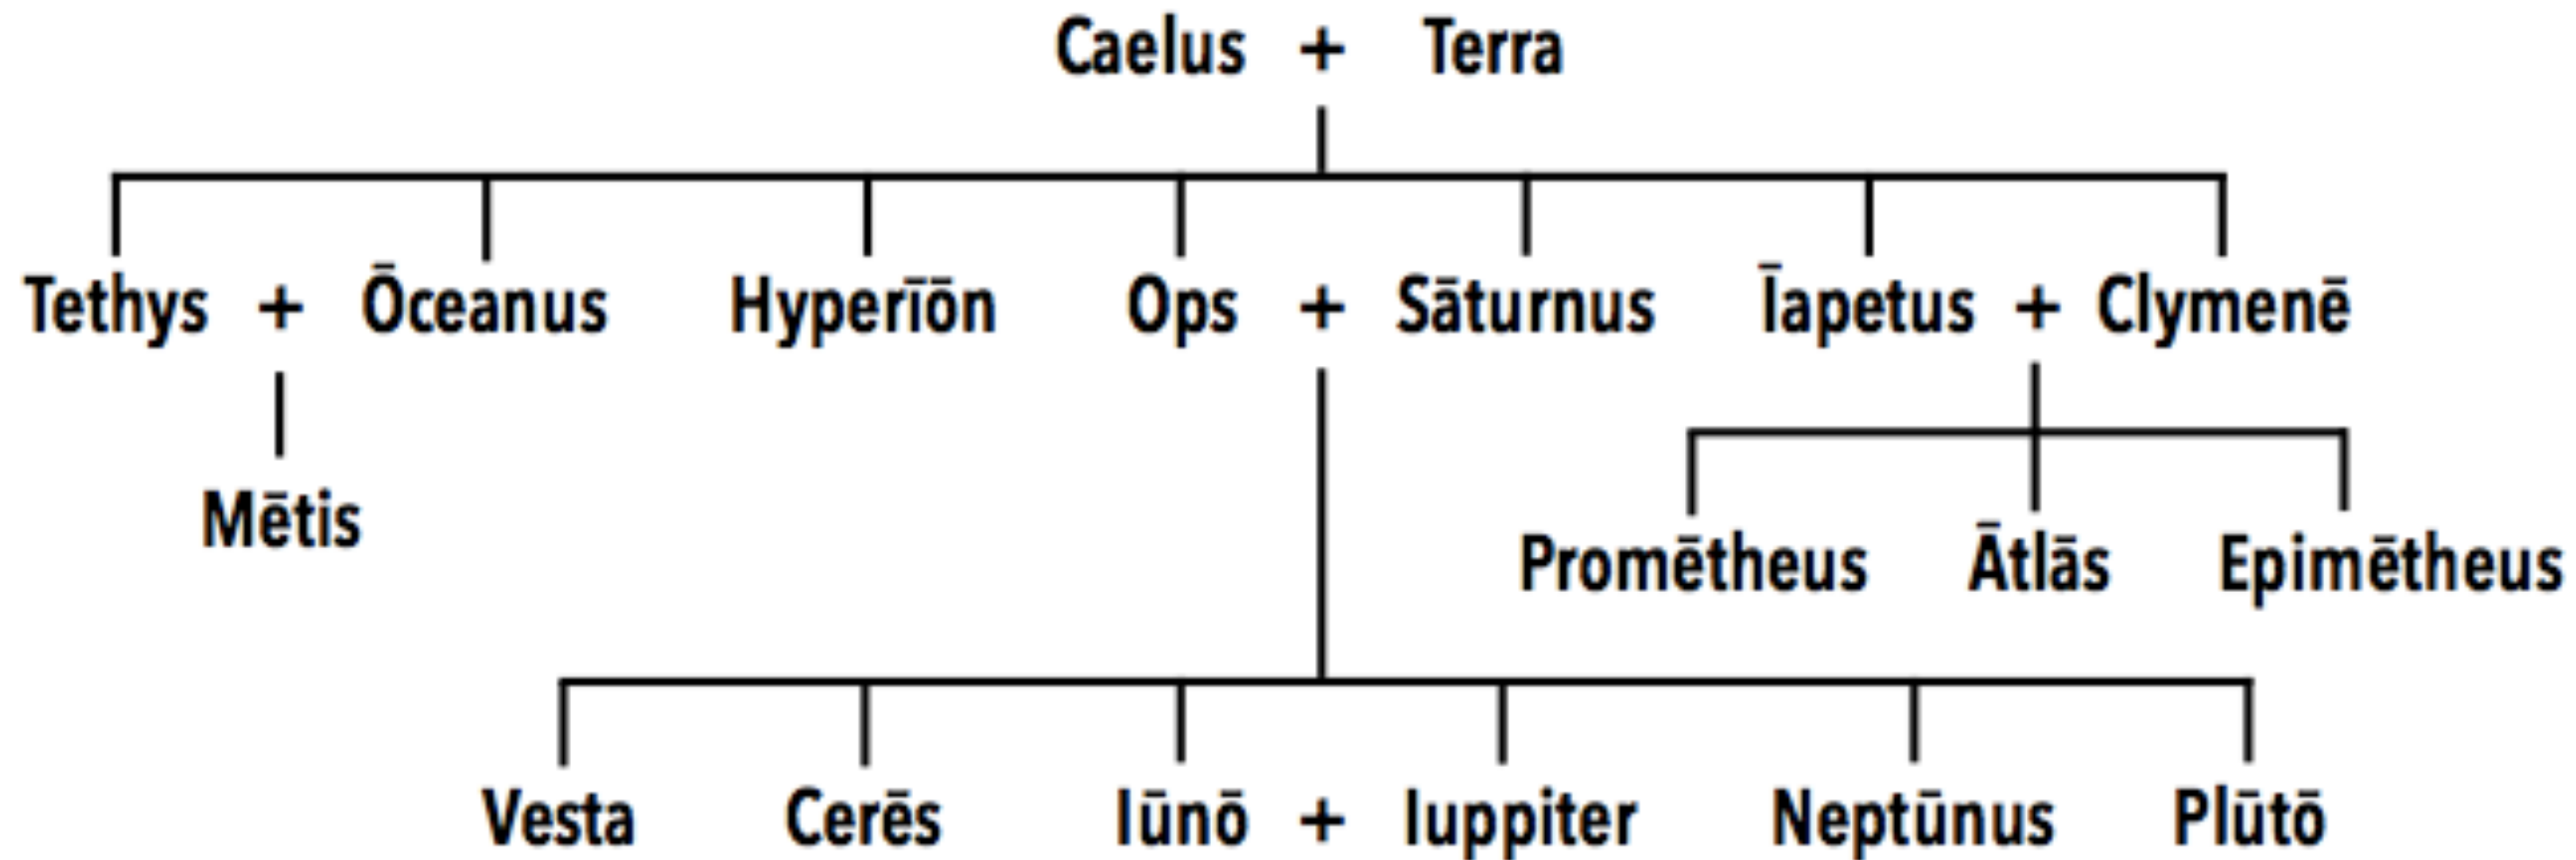 Caelus + Terra
Tethys + Ōceanus Hyperīōn Ops + Sāturnus Īapetus + Clymenē
Mētis
Promētheus Ātlās Epimētheus
Vesta Cerēs Iūnō + Iuppiter Neptūnus Plūtō